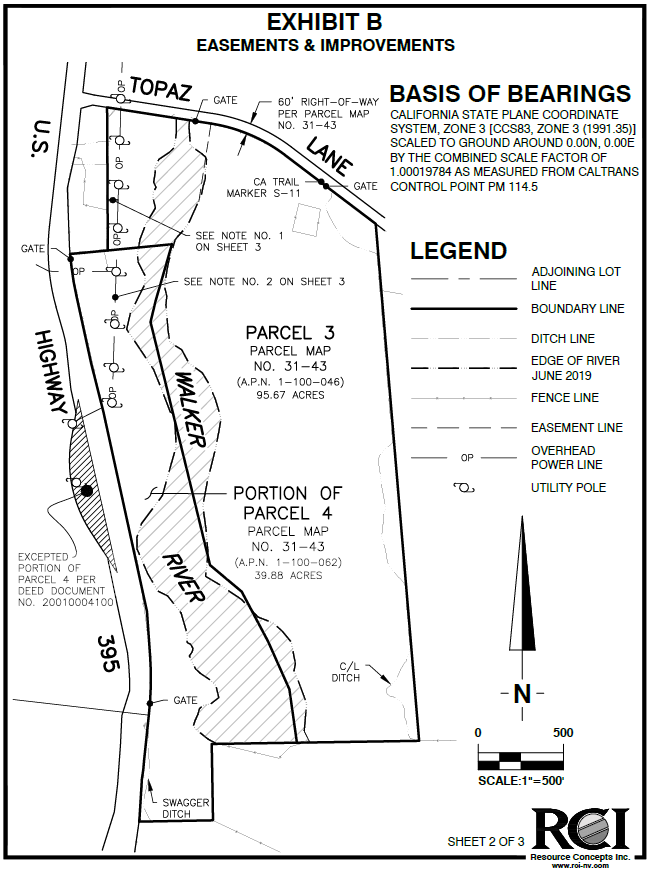 EXHIBIT B
EASEMENTS & IMPROVEMENTS
OP
TOPAZ
GATE
60' RIGHT-OF-WAY
PER PARCEL MAP
NO. 31-43
LANE
U.S.
OP
CA TRAIL
MARKER S-11
GATE
OP
SEE NOTE NO. 1
ON SHEET 3
GATE
OP
SEE NOTE NO. 2 ON SHEET 3
OP
HIGHWAY
PARCEL 3
PARCEL MAP
NO. 31-43
(A.P.N. 1-100-046)
95.67 ACRES
OP
WALKER
PORTION OF
PARCEL 4
PARCEL MAP
NO. 31-43
(A.P.N. 1-100-062)
39.88 ACRES
EXCEPTED
PORTION OF
PARCEL 4 PER
DEED DOCUMENT
NO. 20010004100
RIVER
395
C/L
DITCH
GATE
SWAGGER
DITCH
BASIS OF BEARINGS
CALIFORNIA STATE PLANE COORDINATE
SYSTEM, ZONE 3 [CCS83, ZONE 3 (1991.35)]
SCALED TO GROUND AROUND 0.00N, 0.00E
BY THE COMBINED SCALE FACTOR OF
1.00019784 AS MEASURED FROM CALTRANS
CONTROL POINT PM 114.5
LEGEND
ADJOINING LOT
LINE
BOUNDARY LINE
DITCH LINE
EDGE OF RIVER
JUNE 2019
FENCE LINE
EASEMENT LINE
OP
OVERHEAD
POWER LINE
UTILITY POLE
N
0 500
SCALE:1"=500'
SHEET 2 OF 3
RCI
Resource Concepts Inc.
www.rci-nv.com